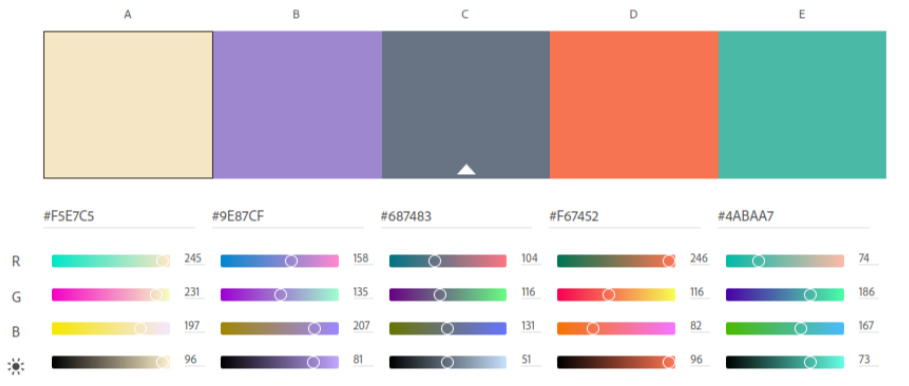 A B C D E
#F5E7C5 #9E87CF #687483 #F67452 #4ABAA7
R 245 158 104 246 74
G 231 135 116 116 186
B 197 207 131 82 167
96 81 51 96 73